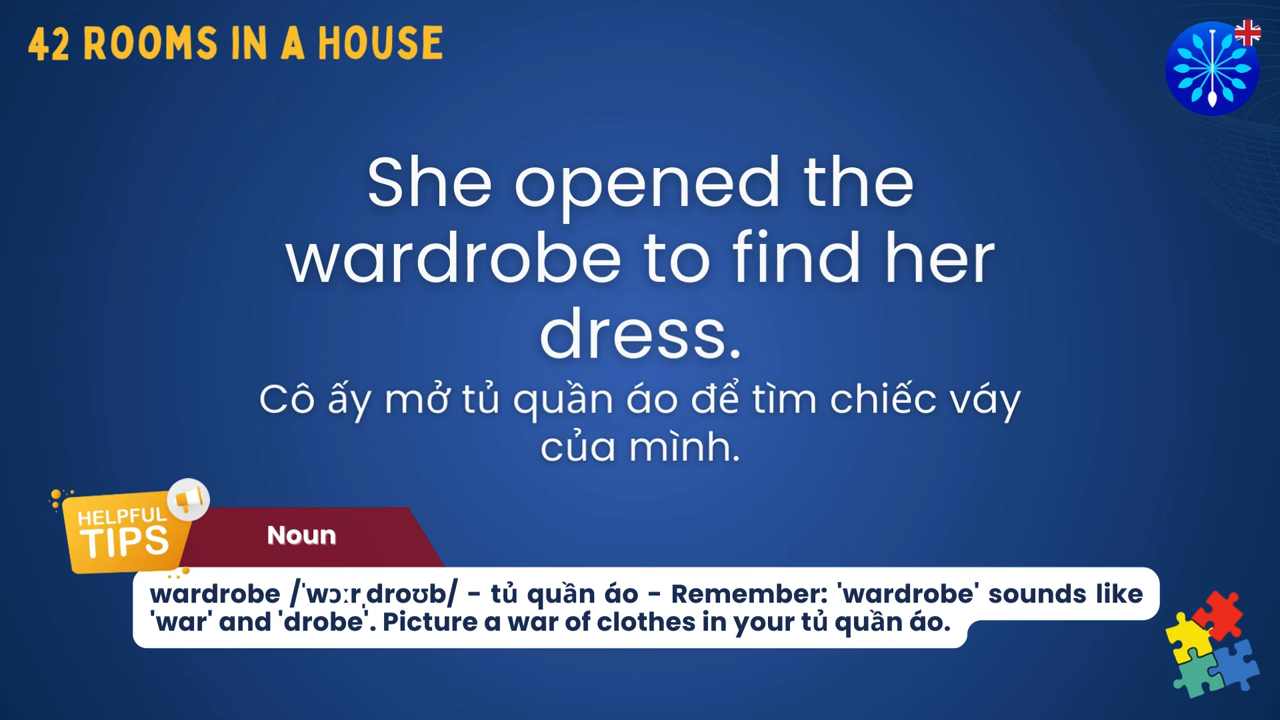 42 ROOMS IN A HOUSE
She opened the
wardrobe to find her
dress.
Cô ấy mở tủ quần áo để tìm chiếc váy
của mình.
HELPFUL
TIPS
Noun
wardrobe /ˈwɔːrˌdroʊb/ - tủ quần áo - Remember: 'wardrobe' sounds like
'war' and 'drobe'. Picture a war of clothes in your tủ quần áo.